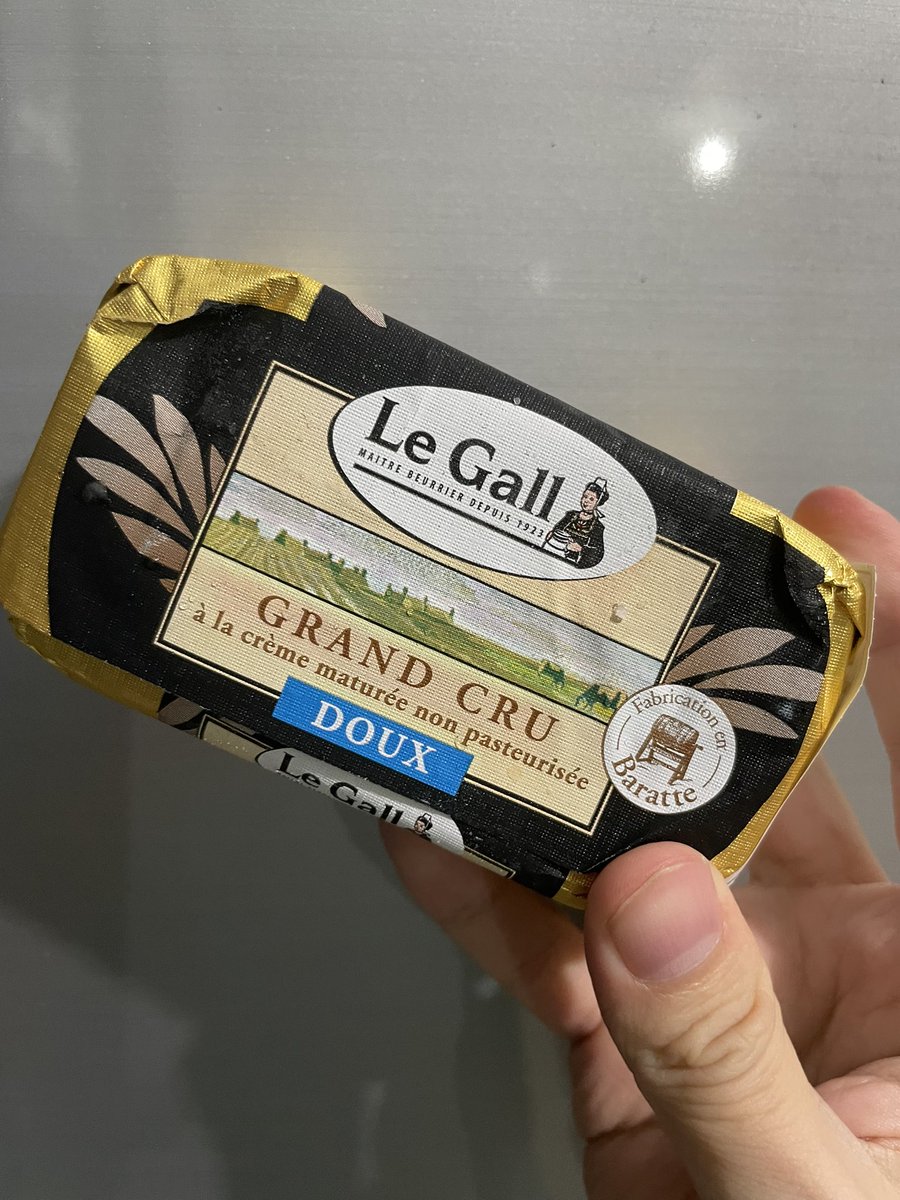 Le Gall
MAITRE BEURRIER DEPUIS 1923
GRAND CRU
à la crème maturée non pasteurisée
DOUX
Fabrication en
Baratte
Le Gall